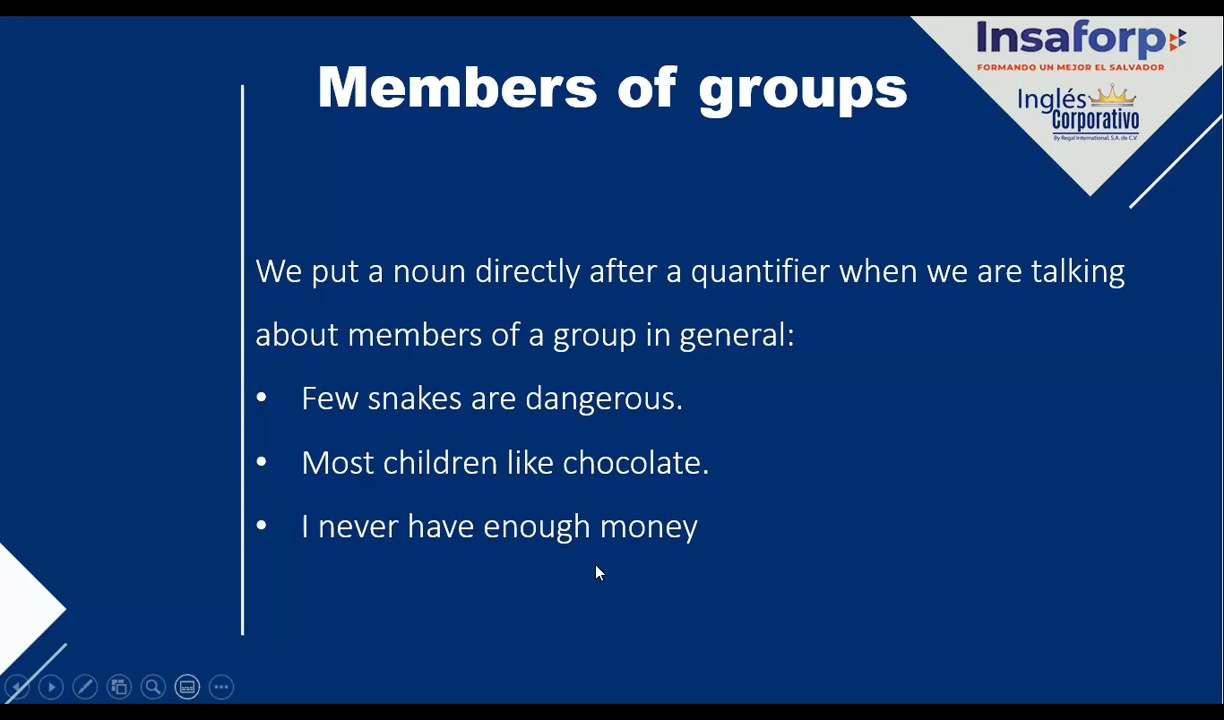 Insaforp
FORMANDO UN MEJOR EL SALVADOR
Inglés
Corporativo
By Regal International, S.A. de C.V.
Members of groups
We put a noun directly after a quantifier when we are talking
about members of a group in general:
• Few snakes are dangerous.
• Most children like chocolate.
• I never have enough money